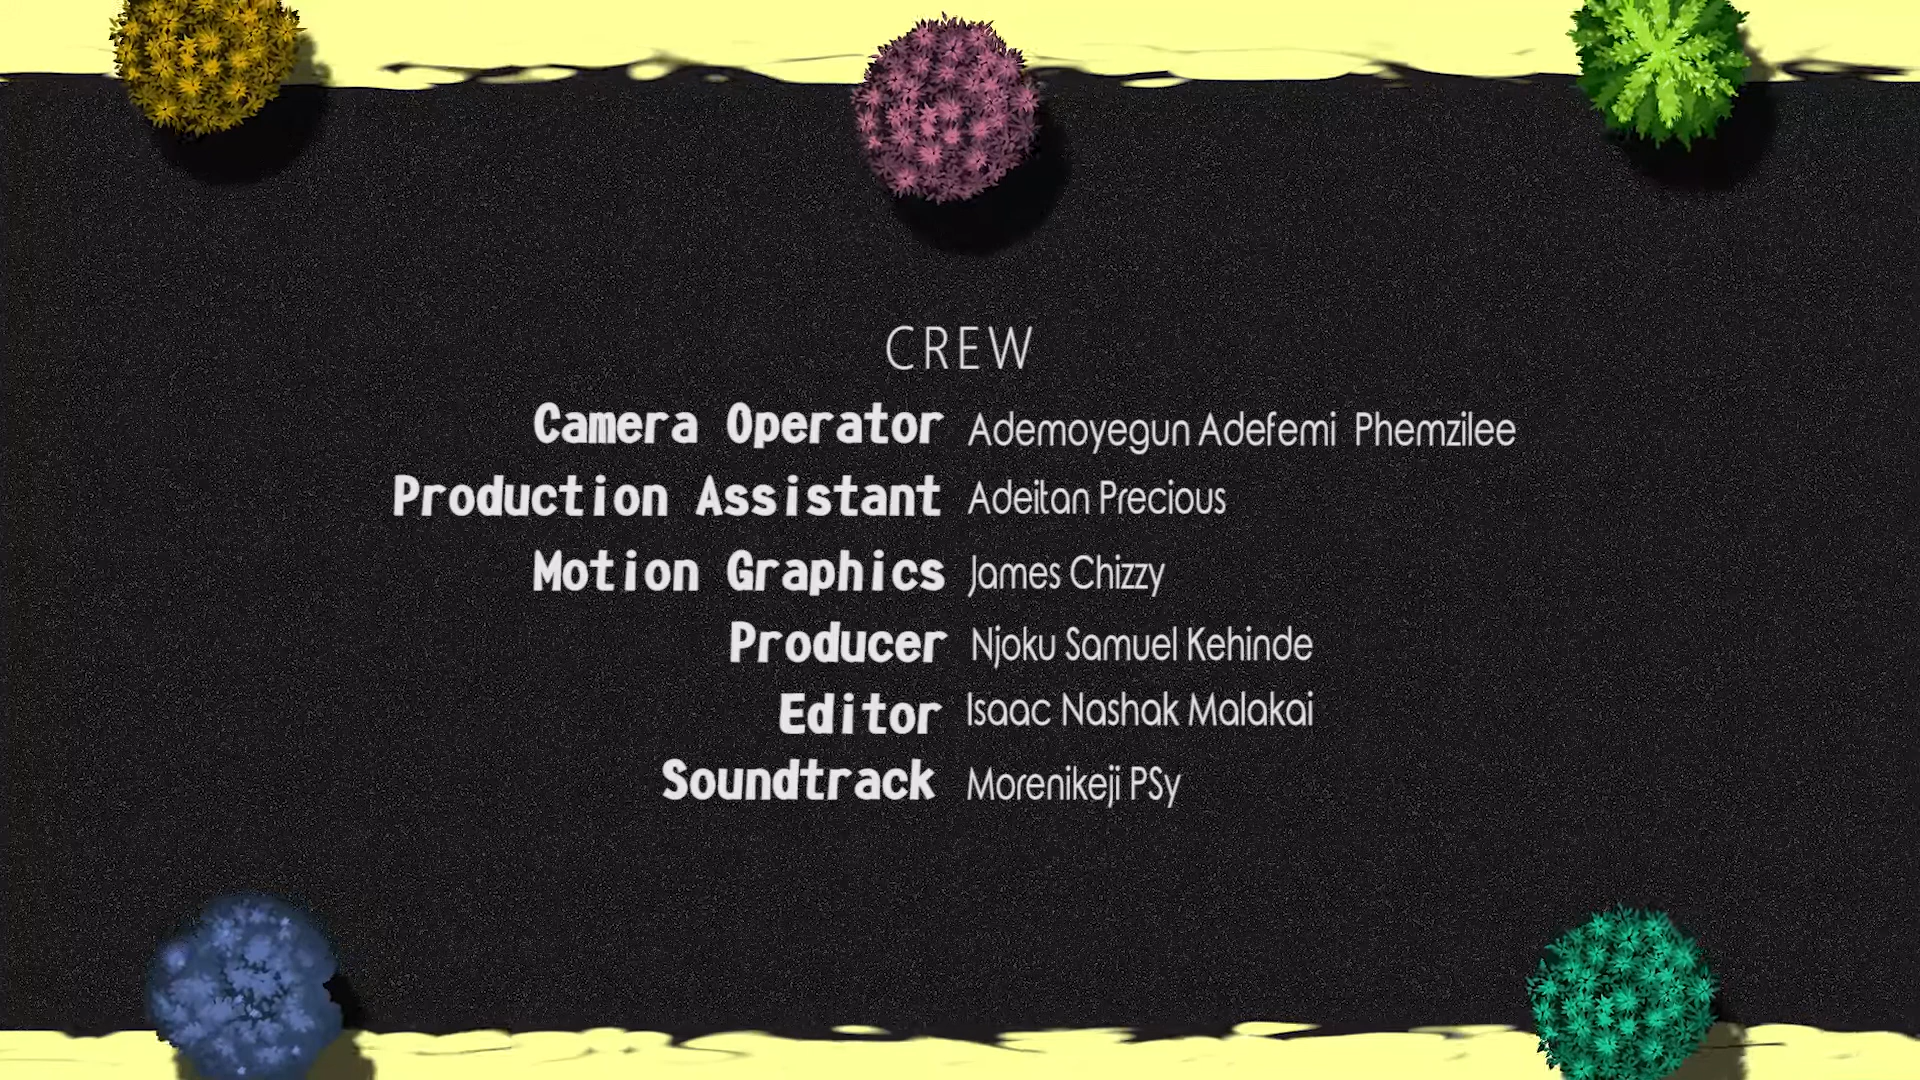 CREW
Camera Operator Ademoyegun Adefemi Phemzilee
Production Assistant Adeitan Precious
Motion Graphics James Chizzy
Producer Njoku Samuel Kehinde
Editor Isaac Nashak Malakai
Soundtrack Morenikeji PSy